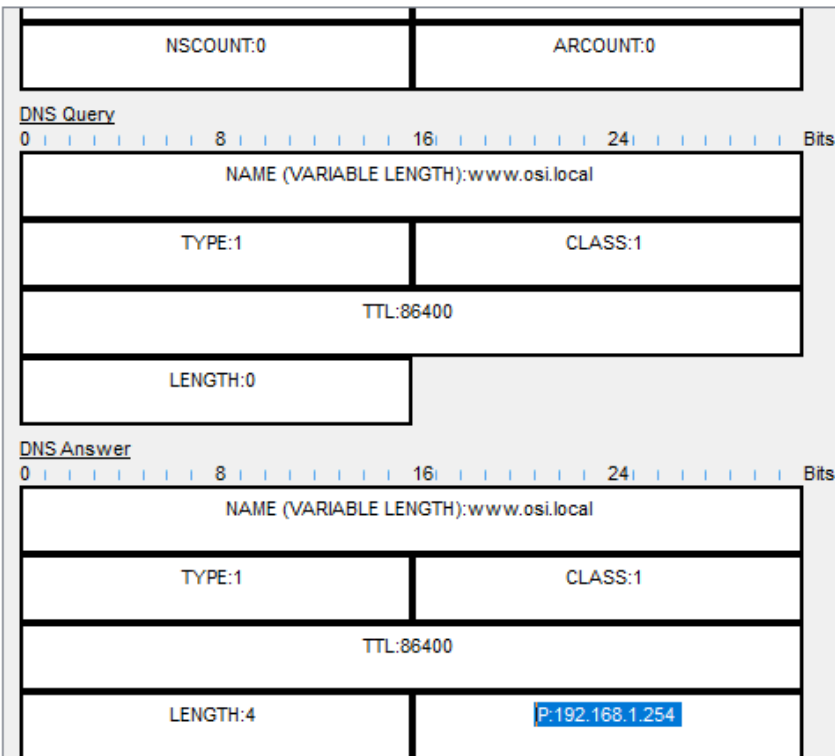 NSCOUNT:0 ARCOUNT:0
DNS Query
0 8 16 24 Bits
NAME (VARIABLE LENGTH):www.osi.local
TYPE:1 CLASS:1
TTL:86400
LENGTH:0
DNS Answer
0 8 16 24 Bits
NAME (VARIABLE LENGTH):www.osi.local
TYPE:1 CLASS:1
TTL:86400
LENGTH:4 IP:192.168.1.254